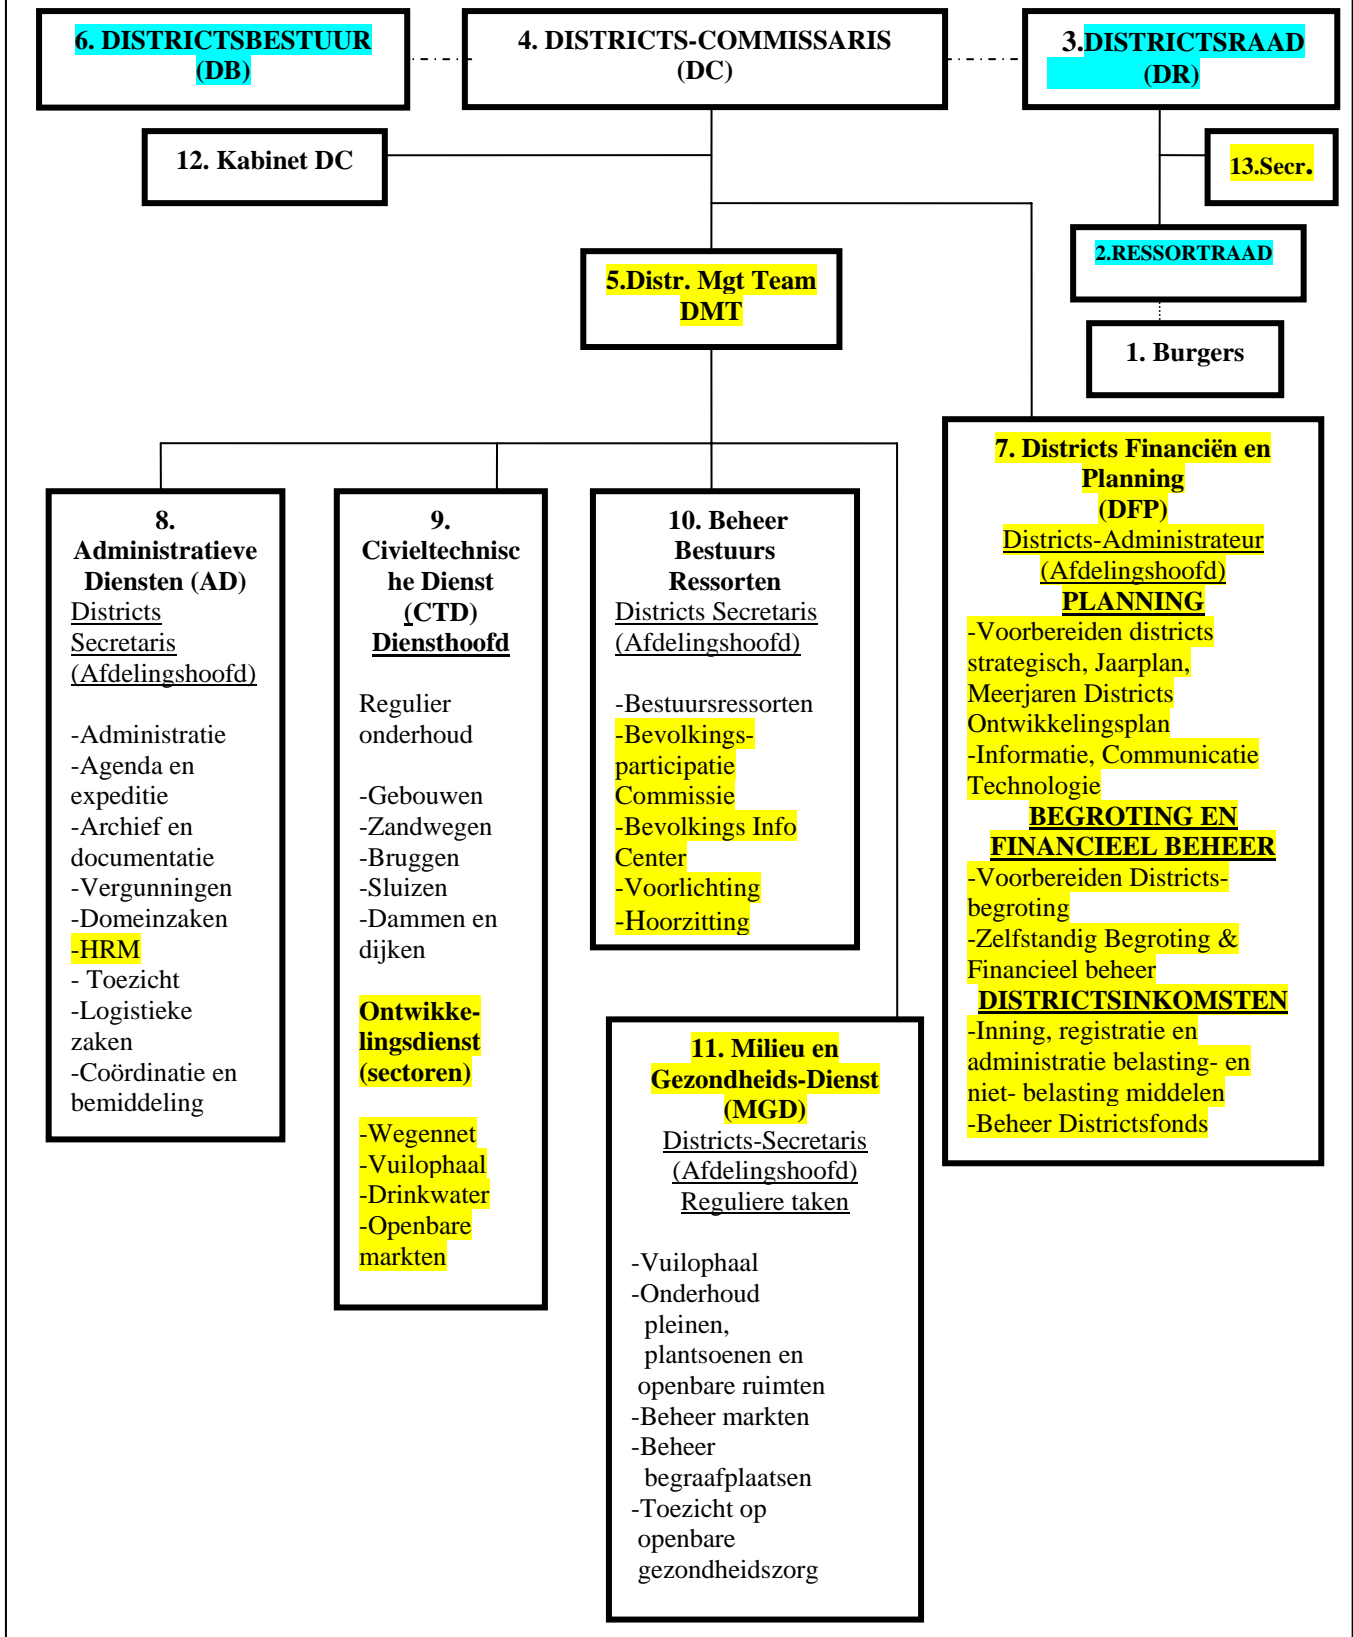 6. DISTRICTSBESTUUR
(DB)
4. DISTRICTS-COMMISSARIS
(DC)
3.DISTRICTSRAAD
(DR)
12. Kabinet DC
13.Secr.
2.RESSORTRAAD
5.Distr. Mgt Team
DMT
1. Burgers
8.
Administratieve
Diensten (AD)
Districts
Secretaris
(Afdelingshoofd)
-Administratie
-Agenda en
expeditie
-Archief en
documentatie
-Vergunningen
-Domeinzaken
-HRM
- Toezicht
-Logistieke
zaken
-Coördinatie en
bemiddeling
9.
Civieltechnisc
he Dienst
(CTD)
Diensthoofd
Regulier
onderhoud
-Gebouwen
-Zandwegen
-Bruggen
-Sluizen
-Dammen en
dijken
Ontwikke-
lingsdienst
(sectoren)
-Wegennet
-Vuilophaal
-Drinkwater
-Openbare
markten
10. Beheer
Bestuurs
Ressorten
Districts Secretaris
(Afdelingshoofd)
-Bestuursressorten
-Bevolkings-
participatie
Commissie
-Bevolkings Info
Center
-Voorlichting
-Hoorzitting
11. Milieu en
Gezondheids-Dienst
(MGD)
Districts-Secretaris
(Afdelingshoofd)
Reguliere taken
-Vuilophaal
-Onderhoud
pleinen,
plantsoenen en
openbare ruimten
-Beheer markten
-Beheer
begraafplaatsen
-Toezicht op
openbare
gezondheidszorg
7. Districts Financiën en
Planning
(DFP)
Districts-Administrateur
(Afdelingshoofd)
PLANNING
-Voorbereiden districts
strategisch, Jaarplan,
Meerjaren Districts
Ontwikkelingsplan
-Informatie, Communicatie
Technologie
BEGROTING EN
FINANCIEEL BEHEER
-Voorbereiden Districts-
begroting
-Zelfstandig Begroting &
Financieel beheer
DISTRICTSINKOMSTEN
-Inning, registratie en
administratie belasting- en
niet- belasting middelen
-Beheer Districtsfonds